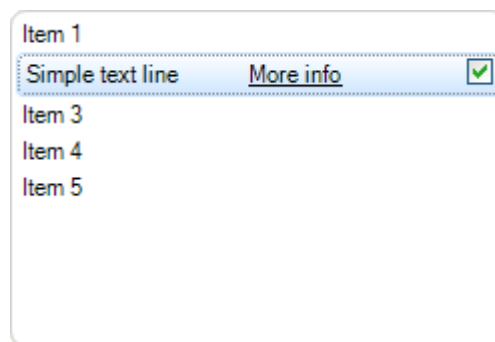 Item 1
Simple text line More info
Item 3
Item 4
Item 5